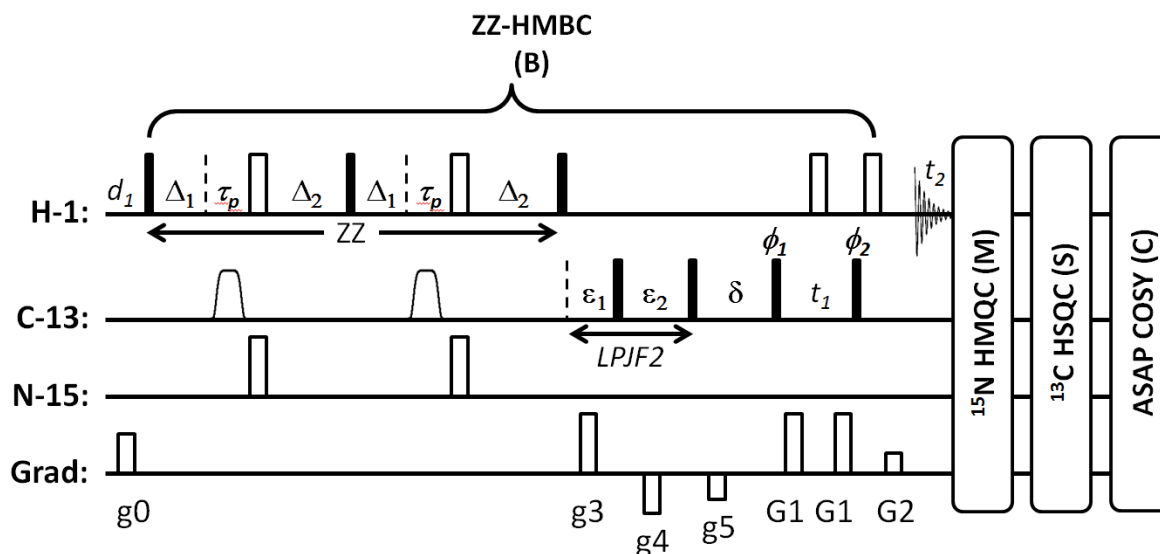 ZZ-HMBC
(B)
d₁ Δ₁ τₚ Δ₂ Δ₁ τₚ Δ₂ t₂
H-1:
ZZ
ϕ₁ ϕ₂
C-13: ε₁ ε₂ δ t₁
LPJF2
N-15:
Grad:
g0 g3 g4 g5 G1 G1 G2
¹⁵N HMQC (M)
¹³C HSQC (S)
ASAP COSY (C)